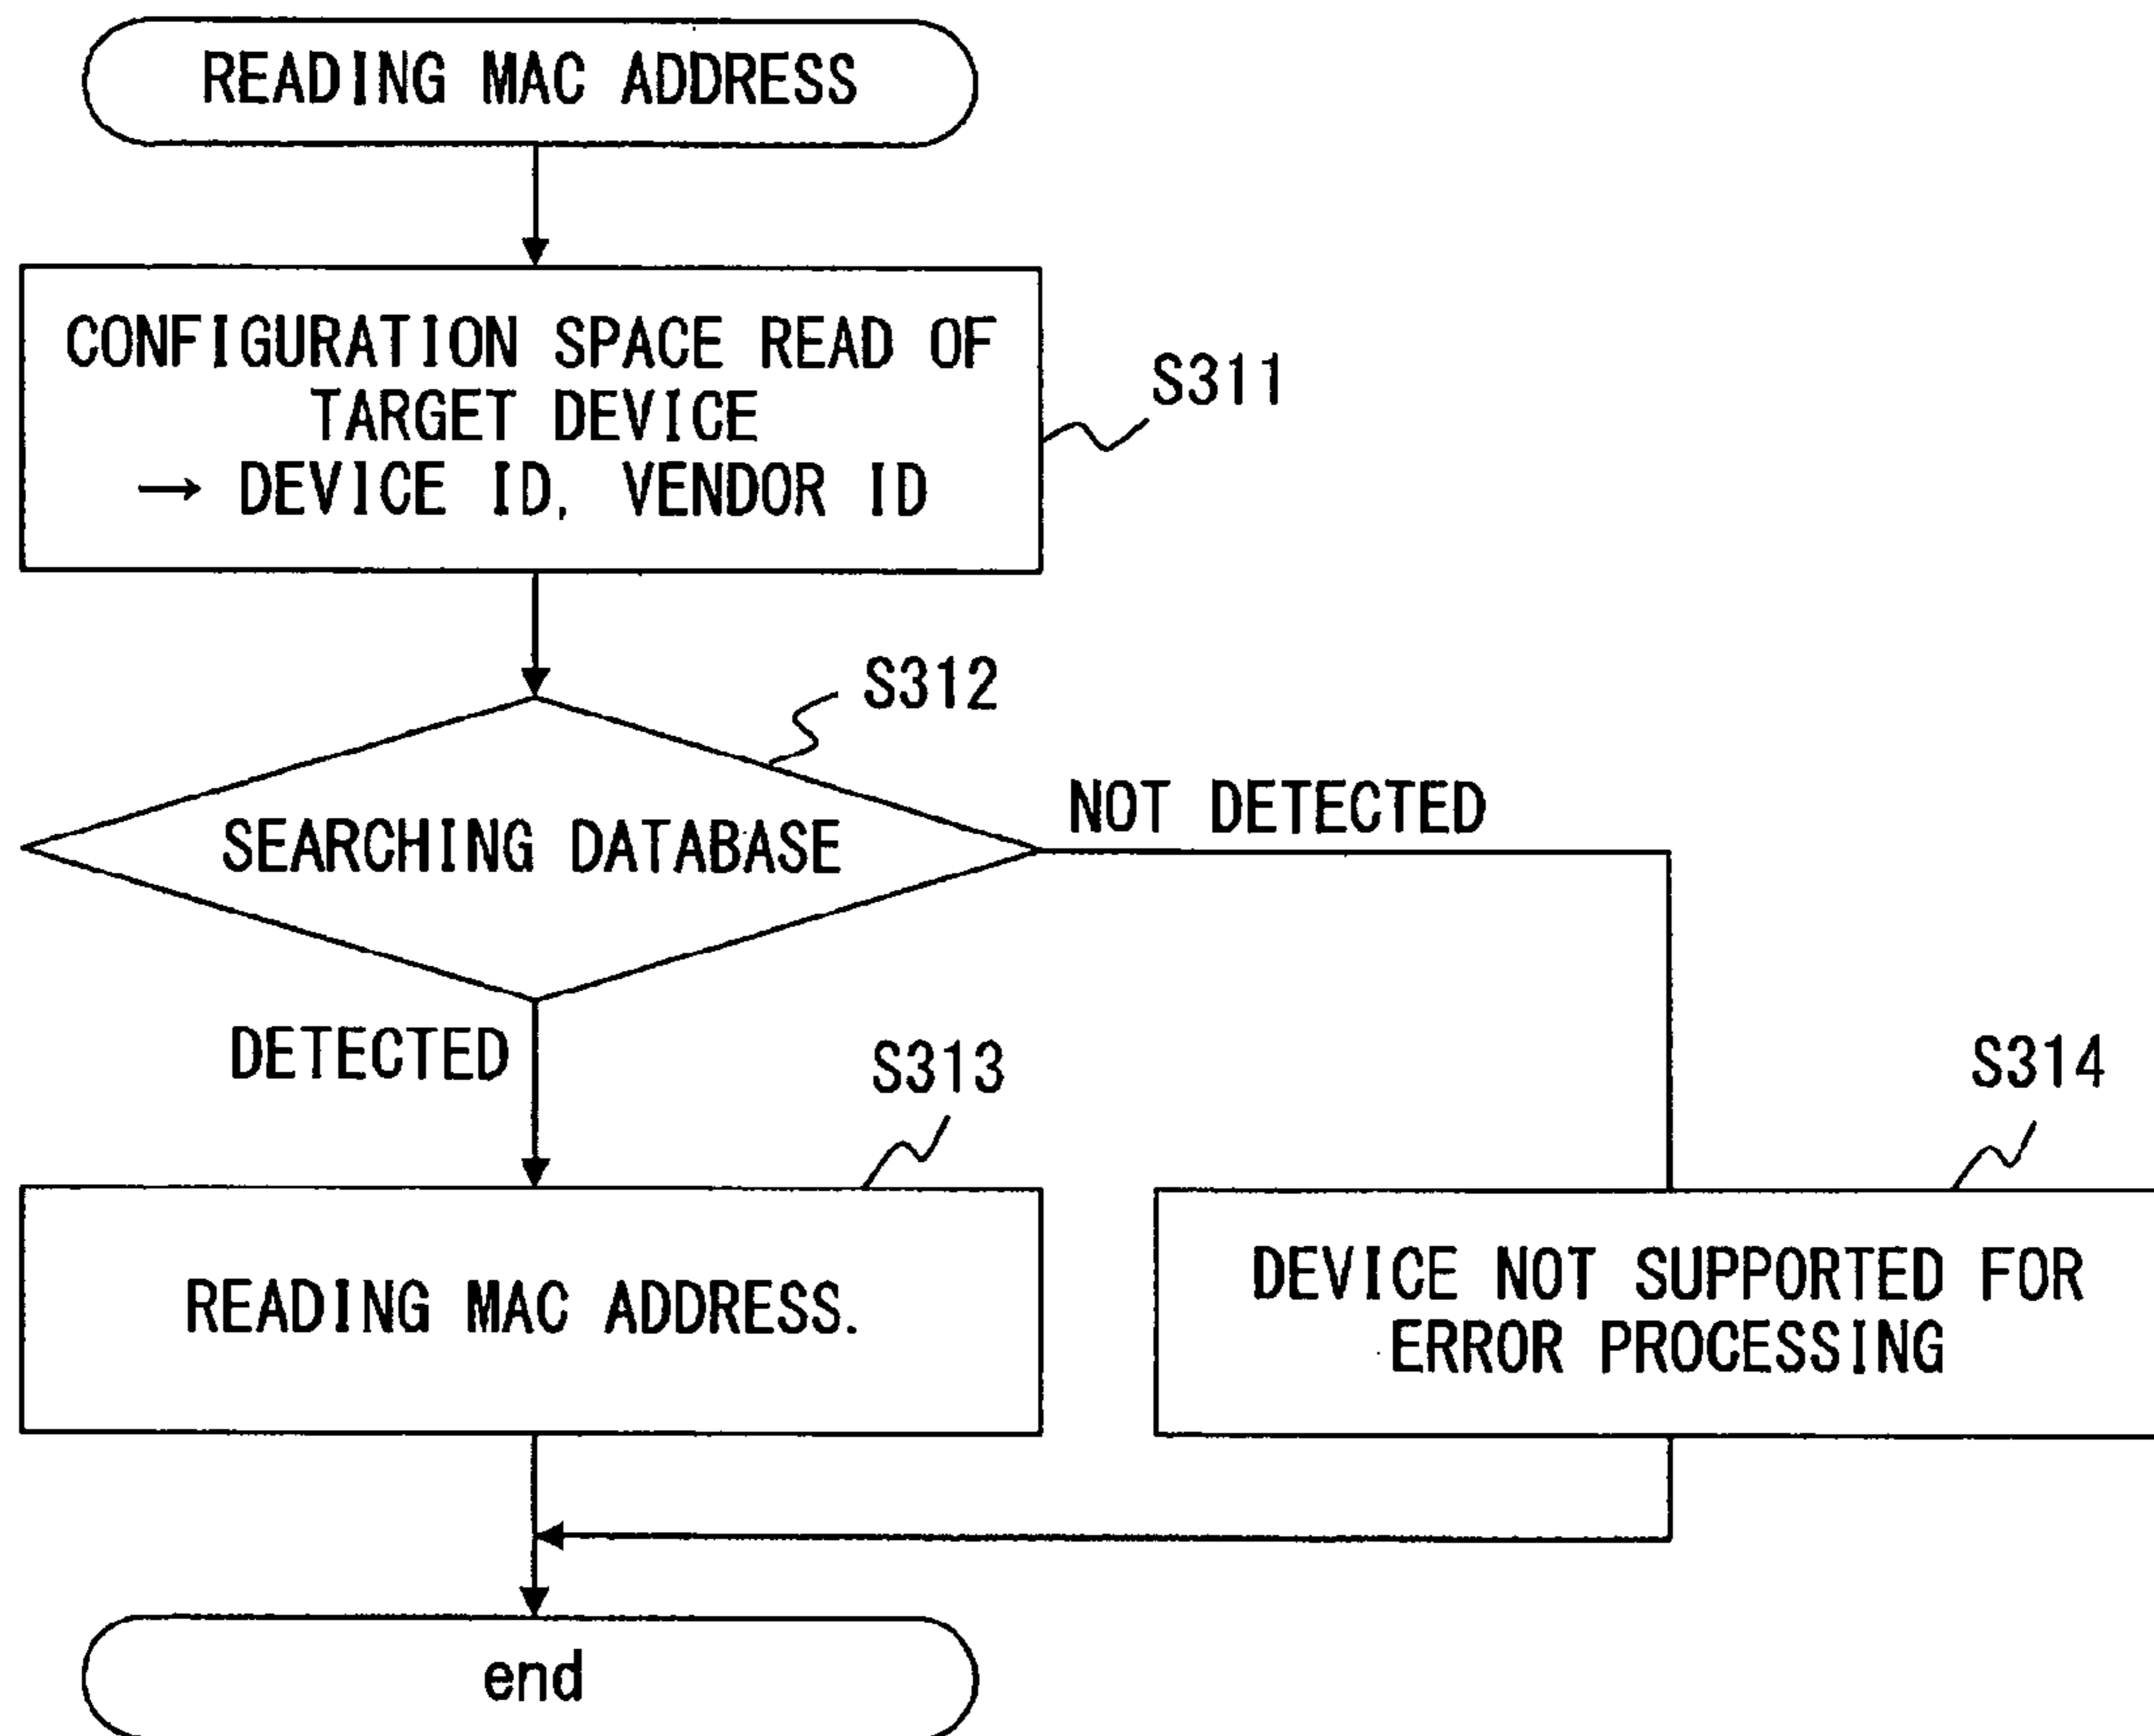 READING MAC ADDRESS
CONFIGURATION SPACE READ OF
TARGET DEVICE
→ DEVICE ID, VENDOR ID
S311
S312
SEARCHING DATABASE
NOT DETECTED
DETECTED
S313
S314
READING MAC ADDRESS.
DEVICE NOT SUPPORTED FOR
ERROR PROCESSING
end